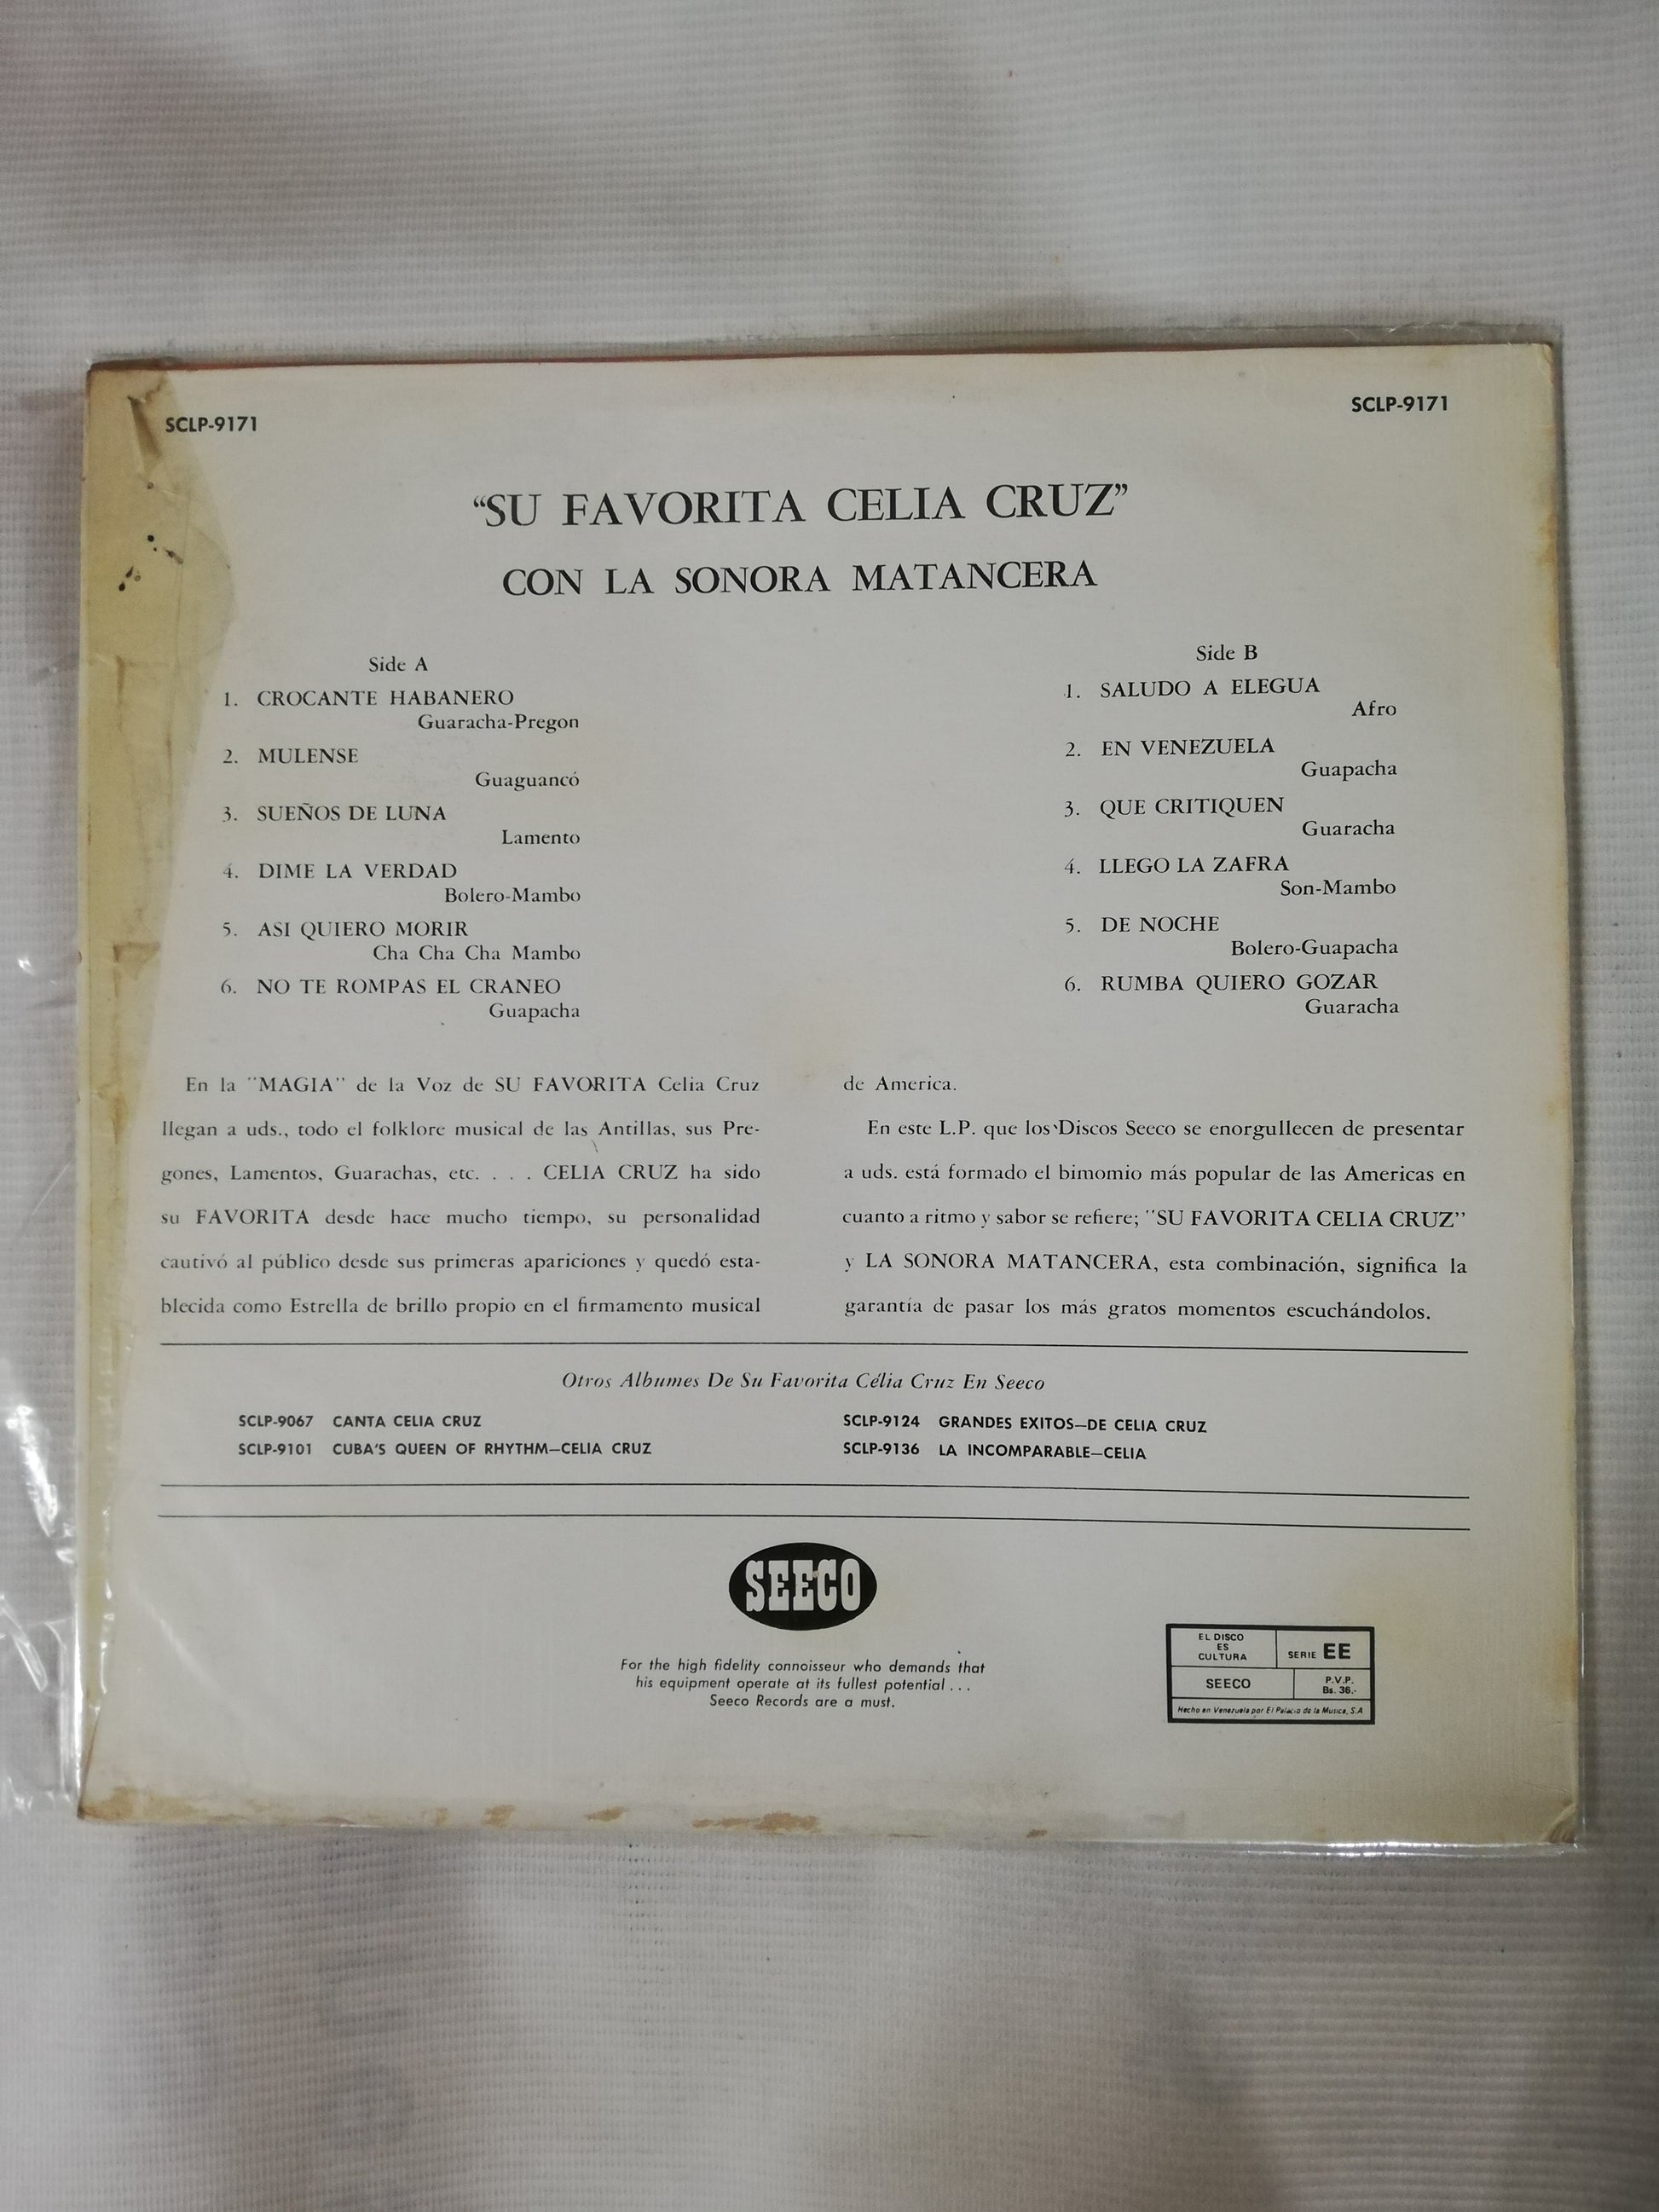 SCLP-9171
SCLP-9171
“SU FAVORITA CELIA CRUZ”
CON LA SONORA MATANCERA
Side A
1. CROCANTE HABANERO
Guaracha-Pregon
2. MULENSE
Guaguancó
3. SUEÑOS DE LUNA
Lamento
4. DIME LA VERDAD
Bolero-Mambo
5. ASI QUIERO MORIR
Cha Cha Cha Mambo
6. NO TE ROMPAS EL CRANEO
Guapacha
Side B
1. SALUDO A ELEGUA
Afro
2. EN VENEZUELA
Guapacha
3. QUE CRITIQUEN
Guaracha
4. LLEGO LA ZAFRA
Son-Mambo
5. DE NOCHE
Bolero-Guapacha
6. RUMBA QUIERO GOZAR
Guaracha
En la "MAGIA" de la Voz de SU FAVORITA Celia Cruz
llegan a uds., todo el folklore musical de las Antillas, sus Pre-
gones, Lamentos, Guarachas, etc. . . . CELIA CRUZ ha sido
su FAVORITA desde hace mucho tiempo, su personalidad
cautivó al público desde sus primeras apariciones y quedó esta-
blecida como Estrella de brillo propio en el firmamento musical
de America.
En este L.P. que los Discos Seeco se enorgullecen de presentar
a uds. está formado el bimomio más popular de las Americas en
cuanto a ritmo y sabor se refiere; "SU FAVORITA CELIA CRUZ"
y LA SONORA MATANCERA, esta combinación, significa la
garantía de pasar los más gratos momentos escuchándolos.
Otros Albumes De Su Favorita Célia Cruz En Seeco
SCLP-9067 CANTA CELIA CRUZ
SCLP-9101 CUBA'S QUEEN OF RHYTHM—CELIA CRUZ
SCLP-9124 GRANDES EXITOS—DE CELIA CRUZ
SCLP-9136 LA INCOMPARABLE—CELIA
SEECO
For the high fidelity connoisseur who demands that
his equipment operate at its fullest potential . . .
Seeco Records are a must.
EL DISCO
ES
CULTURA
SERIE EE
SEECO
P.V.P.
Bs. 36.-
Hecho en Venezuela por El Palacio de la Musica, S.A